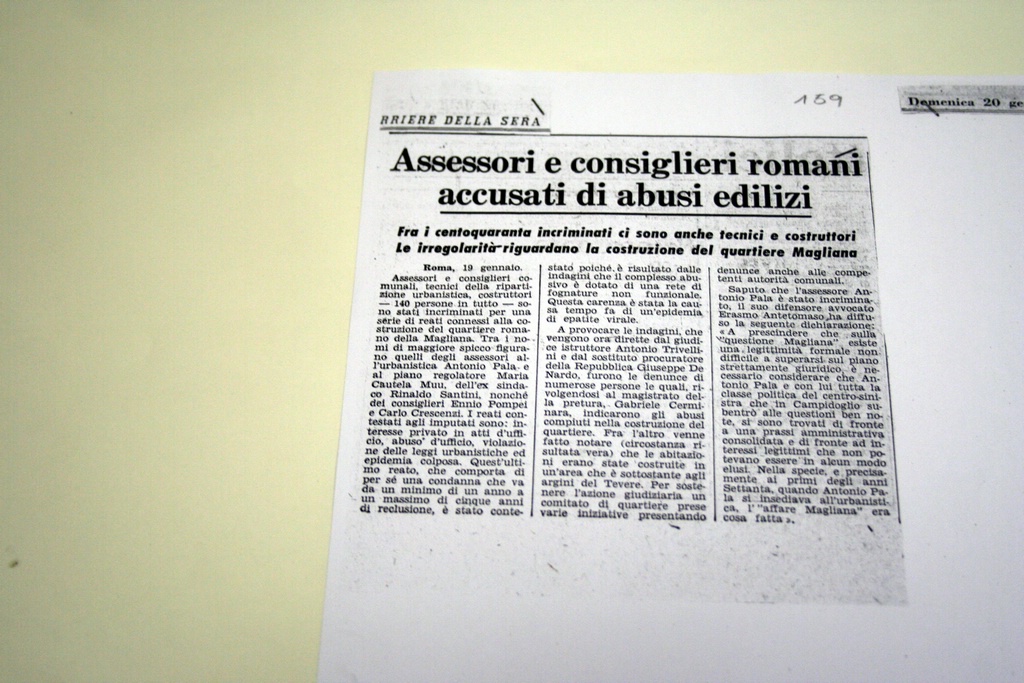 RRIERE DELLA SERA
159
Domenica 20 ge
Assessori e consiglieri romani
accusati di abusi edilizi
Fra i centoquaranta incriminati ci sono anche tecnici e costruttori
Le irregolarità riguardano la costruzione del quartiere Magliana
Roma, 19 gennaio.
Assessori e consiglieri co-
munali, tecnici della ripartі-
zione urbanistica, costruttori
— 140 persone in tutto — so-
no stati incriminati per una
serie di reati connessi alla co-
struzione del quartiere roma-
no della Magliana. Tra i no-
mi di maggiore spicco figura-
no quelli degli assessori al-
l'urbanistica Antonio Pala e
al piano regolatore Maria
Cautela Muu, dell'ex sinda-
co Rinaldo Santini, nonché
dei consiglieri Ennio Pompei
e Carlo Crescenzi. I reati con-
testati agli imputati sono: in-
teresse privato in atti d'uffi-
cio, abuso d'ufficio, violazio-
ne delle leggi urbanistiche ed
epidemia colposa. Quest'ulti-
mo reato, che comporta di
per sé una condanna che va
da un minimo di un anno a
un massimo di cinque anni
di reclusione, è stato conte-
stato poiché è risultato dalle
indagini che il complesso abu-
sivo è dotato di una rete di
fognature non funzionale.
Questa carenza è stata la cau-
sa tempo fa di un'epidemia
di epatite virale.
A provocare le indagini, che
vengono ora dirette dal giudi-
ce istruttore Antonio Trivelli-
ni e dal sostituto procuratore
della Repubblica Giuseppe De
Nardo, furono le denunce di
numerose persone le quali, ri-
volgendosi al magistrato del-
la pretura, Gabriele Cermi-
nara, indicarono gli abusi
compiuti nella costruzione del
quartiere. Fra l'altro venne
fatto notare (circostanza ri-
sultata vera) che le abitazio-
ni erano state costruite in
un'area che è sottostante agli
argini del Tevere. Per soste-
nere l'azione giudiziaria un
comitato di quartiere prese
varie iniziative presentando
denunce anche alle compe-
tenti autorità comunali.
Saputo che l'assessore An-
tonio Pala è stato incrimina-
to, il suo difensore avvocato
Erasmo Antetomaso ha diffu-
so la seguente dichiarazione:
«A prescindere che sulla
"questione Magliana" esiste
una legittimità formale non
difficile a superarsi sul piano
strettamente giuridico, è ne-
cessario considerare che An-
tonio Pala e con lui tutta la
classe politica del centro-sini-
stra che in Campidoglio su-
bentrò alle questioni ben no-
te, si sono trovati di fronte
a una prassi amministrativa
consolidata e di fronte ad in-
teressi legittimi che non po-
tevano essere in alcun modo
elusi. Nella specie, e precisa-
mente ai primi degli anni
Settanta, quando Antonio Pa-
la si insediava all'urbanisti-
ca, l'"affare Magliana" era
cosa fatta».